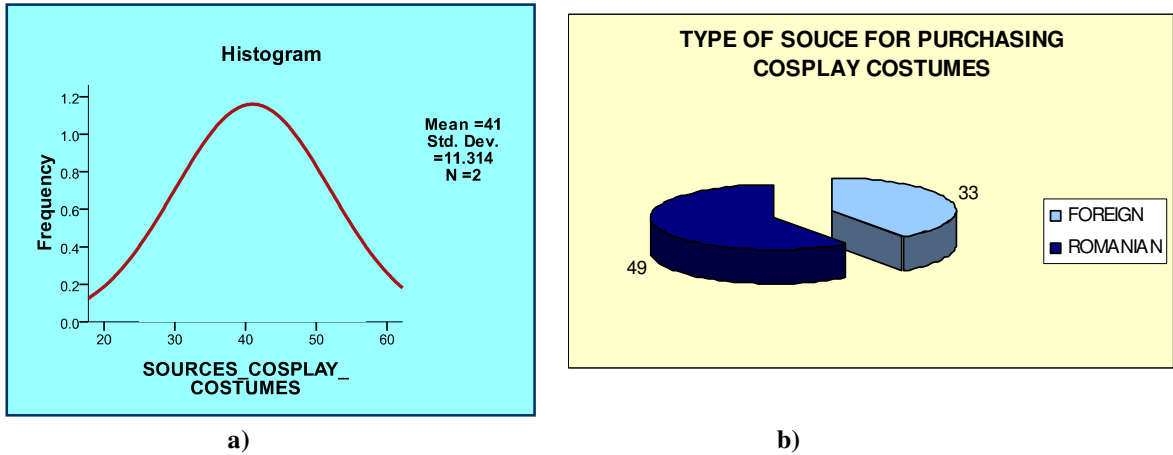 Histogram
1.2
1.0
0.8
0.6
0.4
0.2
0.0
Frequency
20 30 40 50 60
SOURCES_COSPLAY_
COSTUMES
Mean =41
Std. Dev.
=11.314
N =2
a)
TYPE OF SOUCE FOR PURCHASING
COSPLAY COSTUMES
33
49
FOREIGN
ROMANIAN
b)